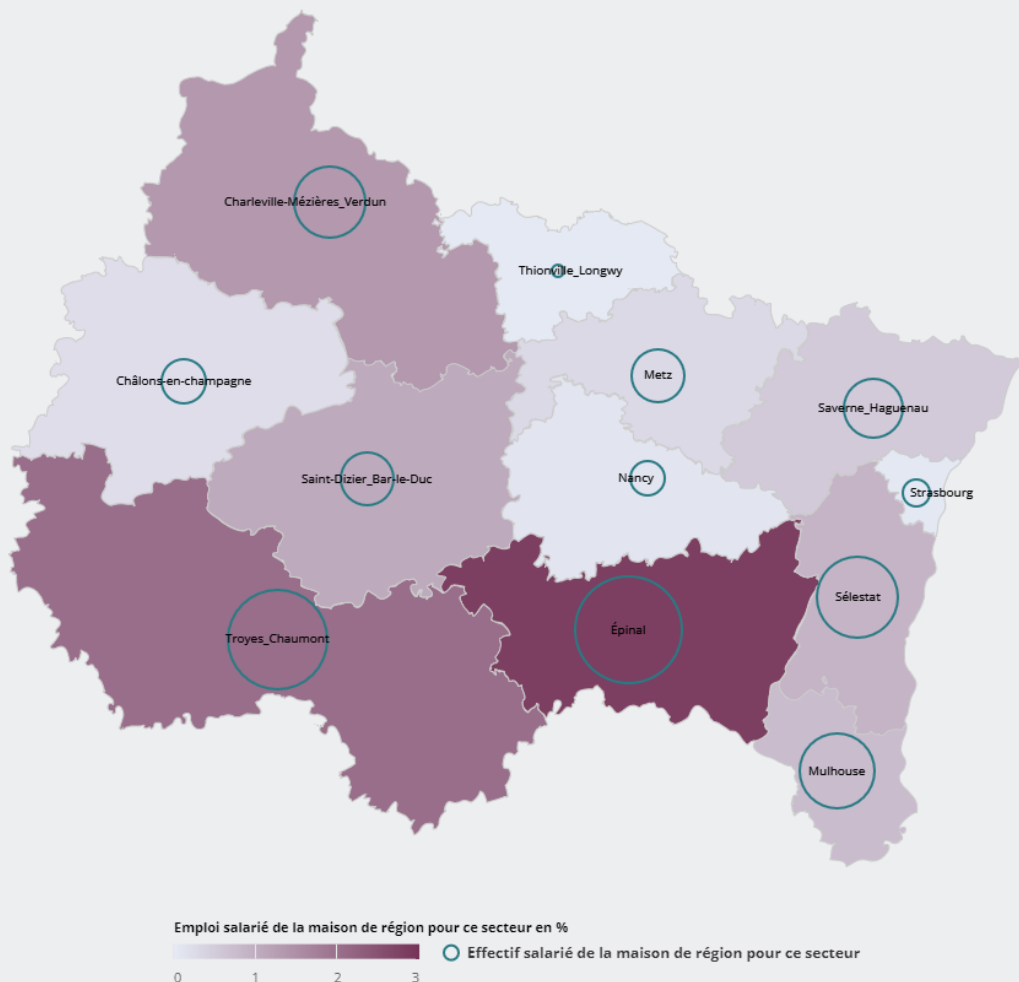 Charleville-Mézières_Verdun
Thionville_Longwy
Châlons-en-champagne
Metz
Saverne_Haguenau
Saint-Dizier_Bar-le-Duc
Nancy
Strasbourg
Sélestat
Troyes_Chaumont
Épinal
Mulhouse
Emploi salarié de la maison de région pour ce secteur en %
Effectif salarié de la maison de région pour ce secteur
0 1 2 3